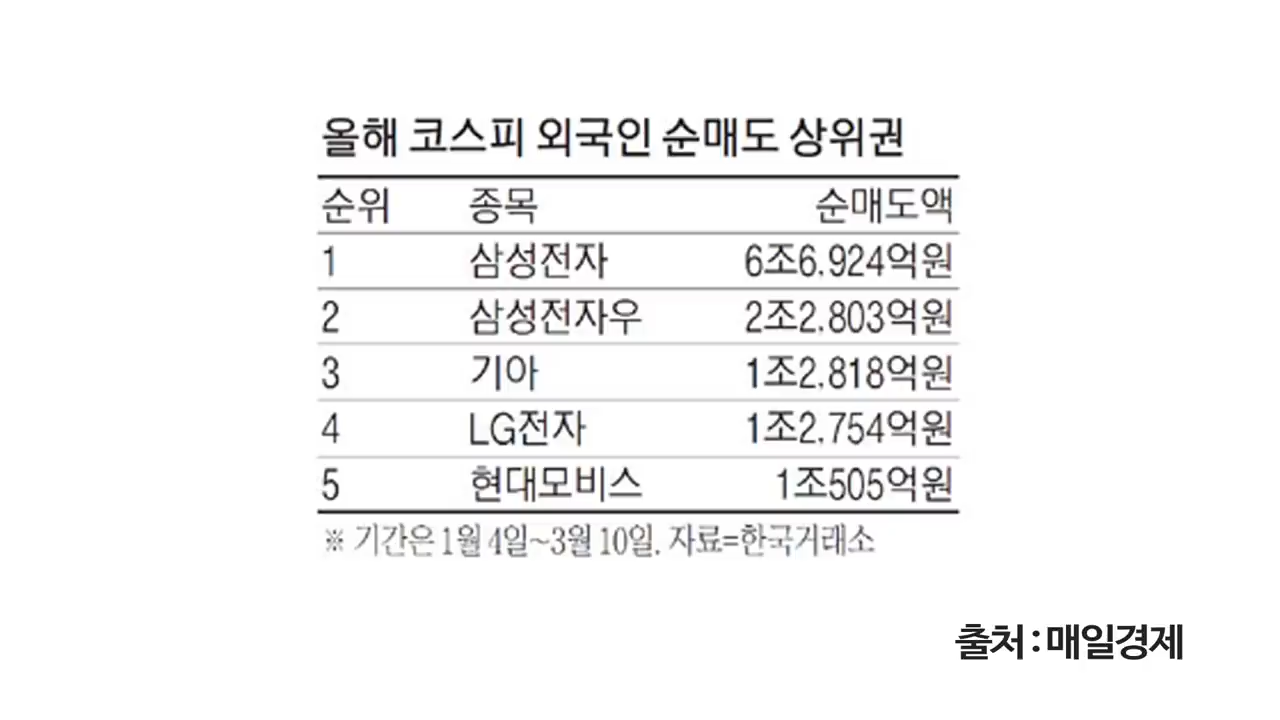 올해 코스피 외국인 순매도 상위권
순위 종목 순매도액
1 삼성전자 6조6,924억원
2 삼성전자우 2조2,803억원
3 기아 1조2,818억원
4 LG전자 1조2,754억원
5 현대모비스 1조505억원
※ 기간은 1월 4일~3월 10일. 자료=한국거래소
출처 : 매일경제